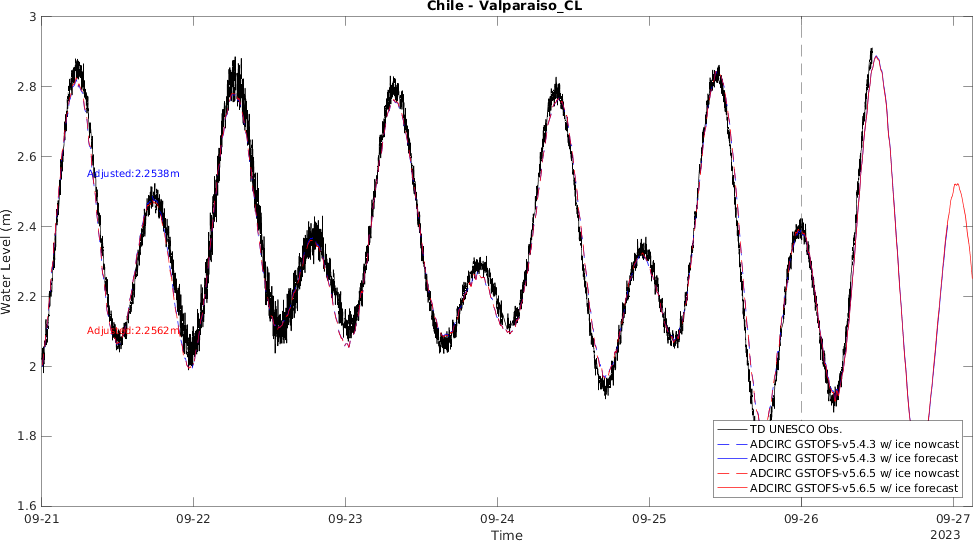 Chile - Valparaiso_CL
3
2.8
2.6
2.4
2.2
2
1.8
1.6
Water Level (m)
Adjusted:2.2538m
Adjusted:2.2562m
TD UNESCO Obs.
ADCIRC GSTOFS-v5.4.3 w/ ice nowcast
ADCIRC GSTOFS-v5.4.3 w/ ice forecast
ADCIRC GSTOFS-v5.6.5 w/ ice nowcast
ADCIRC GSTOFS-v5.6.5 w/ ice forecast
09-21 09-22 09-23 09-24 09-25 09-26 09-27
Time
2023